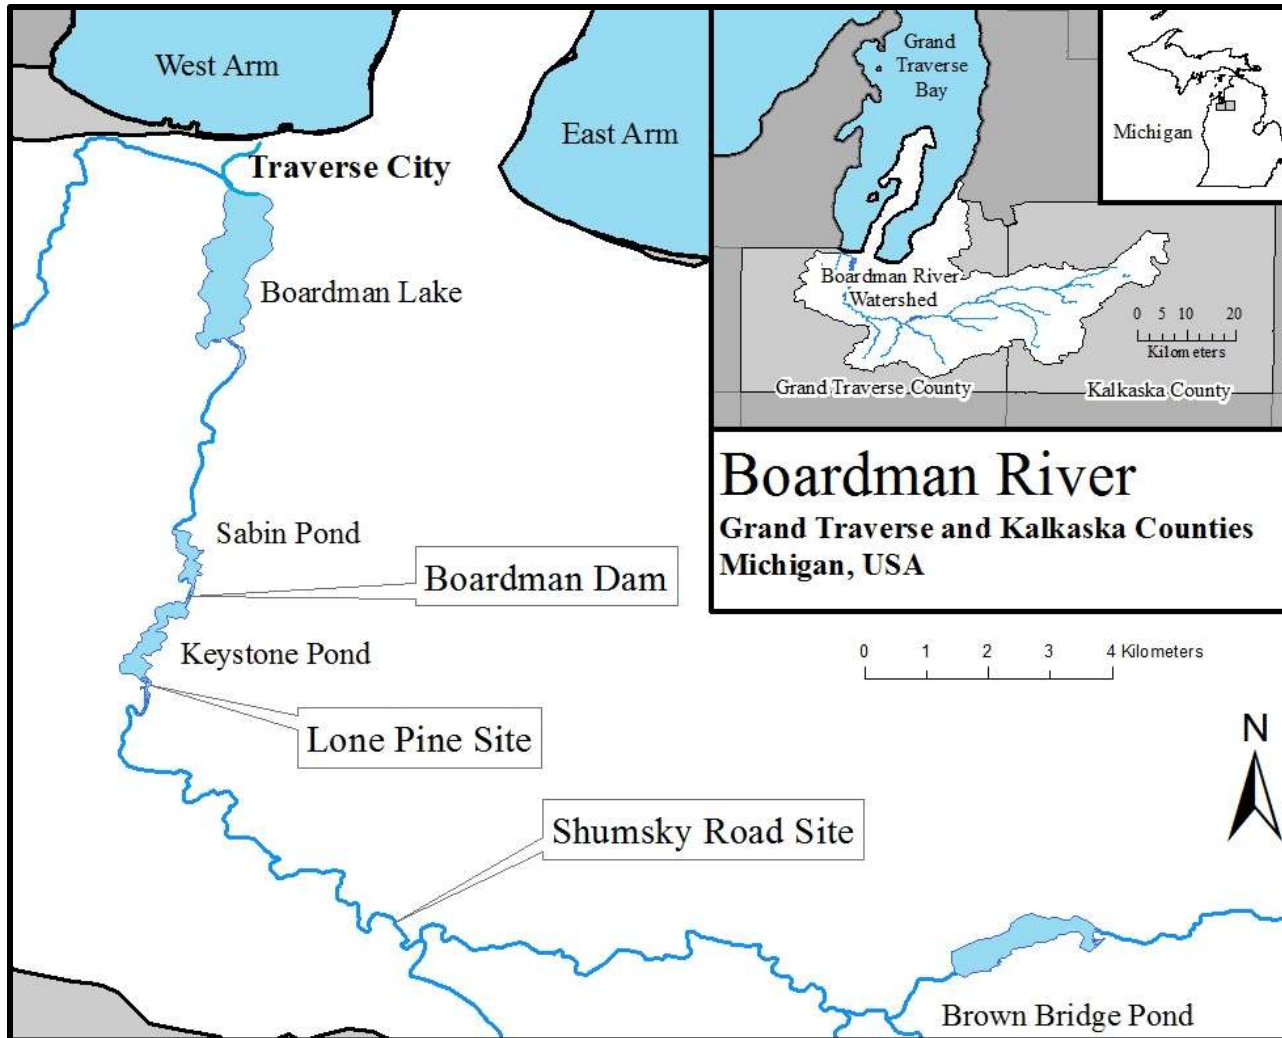 West Arm
East Arm
Traverse City
Boardman Lake
Sabin Pond
Boardman Dam
Keystone Pond
Lone Pine Site
Shumsky Road Site
Brown Bridge Pond
Grand
Traverse
Bay
Michigan
Boardman River
Watershed
0 5 10 20
Kilometers
Grand Traverse County
Kalkaska County
Boardman River
Grand Traverse and Kalkaska Counties
Michigan, USA
0 1 2 3 4 Kilometers
N